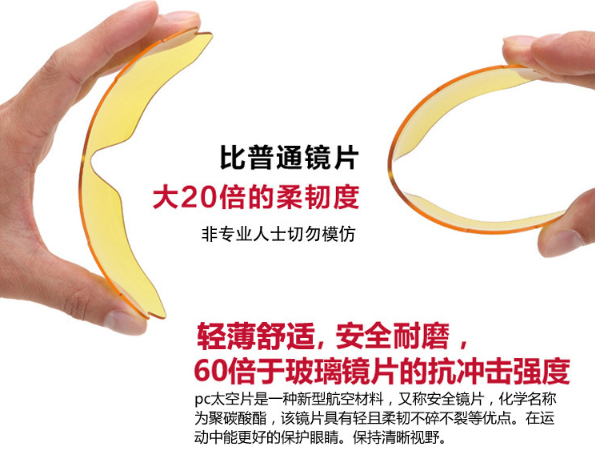 比普通镜片
大20倍的柔韧度
非专业人士切勿模仿
轻薄舒适,安全耐磨,
60倍于玻璃镜片的抗冲击强度
pc太空片是一种新型航空材料,又称安全镜片,化学名称
为聚碳酸酯,该镜片具有轻且柔韧不碎不裂等优点。在运
动中能更好的保护眼睛。保持清晰视野。